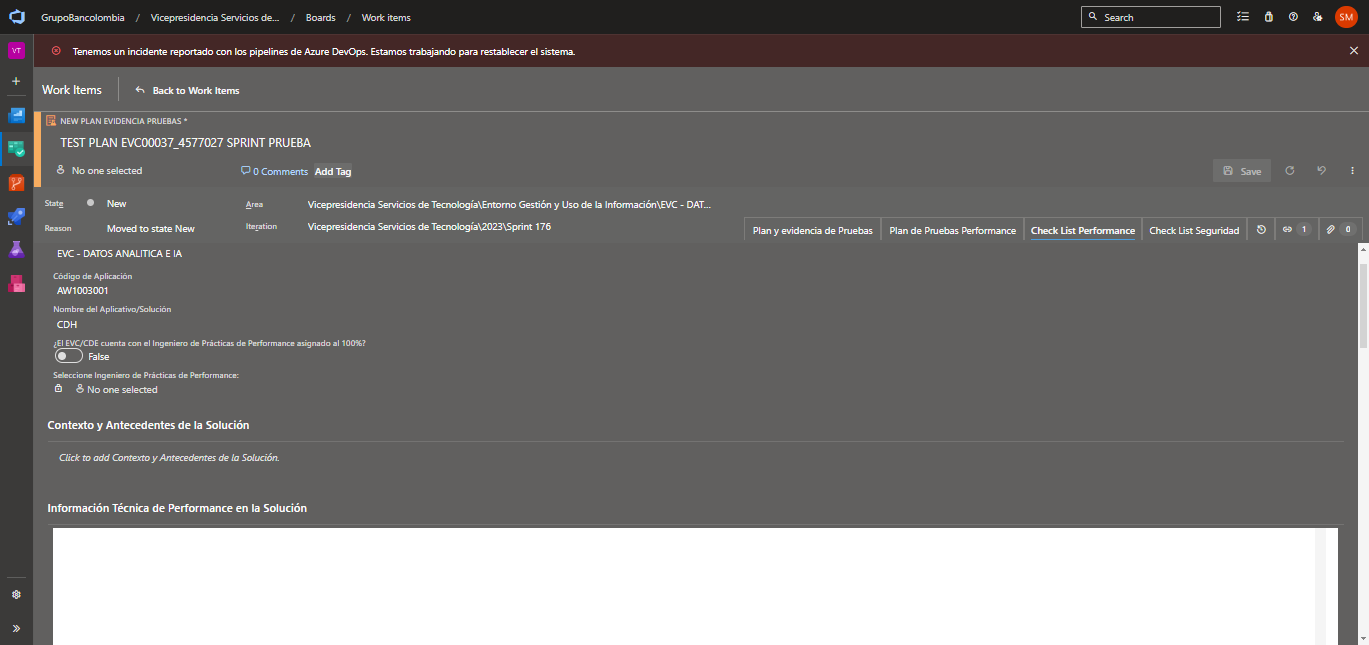 GrupoBancolombia / Vicepresidencia Servicios de... / Boards / Work items
Search
SM
VT
Tenemos un incidente reportado con los pipelines de Azure DevOps. Estamos trabajando para restablecer el sistema.
Work Items
Back to Work Items
NEW PLAN EVIDENCIA PRUEBAS *
TEST PLAN EVC00037_4577027 SPRINT PRUEBA
No one selected
0 Comments
Add Tag
Save
State
New
Area
Vicepresidencia Servicios de Tecnología\Entorno Gestión y Uso de la Información\EVC - DAT...
Reason
Moved to state New
Iteration
Vicepresidencia Servicios de Tecnología\2023\Sprint 176
Plan y evidencia de Pruebas
Plan de Pruebas Performance
Check List Performance
Check List Seguridad
1
0
EVC - DATOS ANALITICA E IA
Código de Aplicación
AW1003001
Nombre del Aplicativo/Solución
CDH
¿El EVC/CDE cuenta con el Ingeniero de Prácticas de Performance asignado al 100%?
False
Seleccione Ingeniero de Prácticas de Performance:
No one selected
Contexto y Antecedentes de la Solución
Click to add Contexto y Antecedentes de la Solución.
Información Técnica de Performance en la Solución